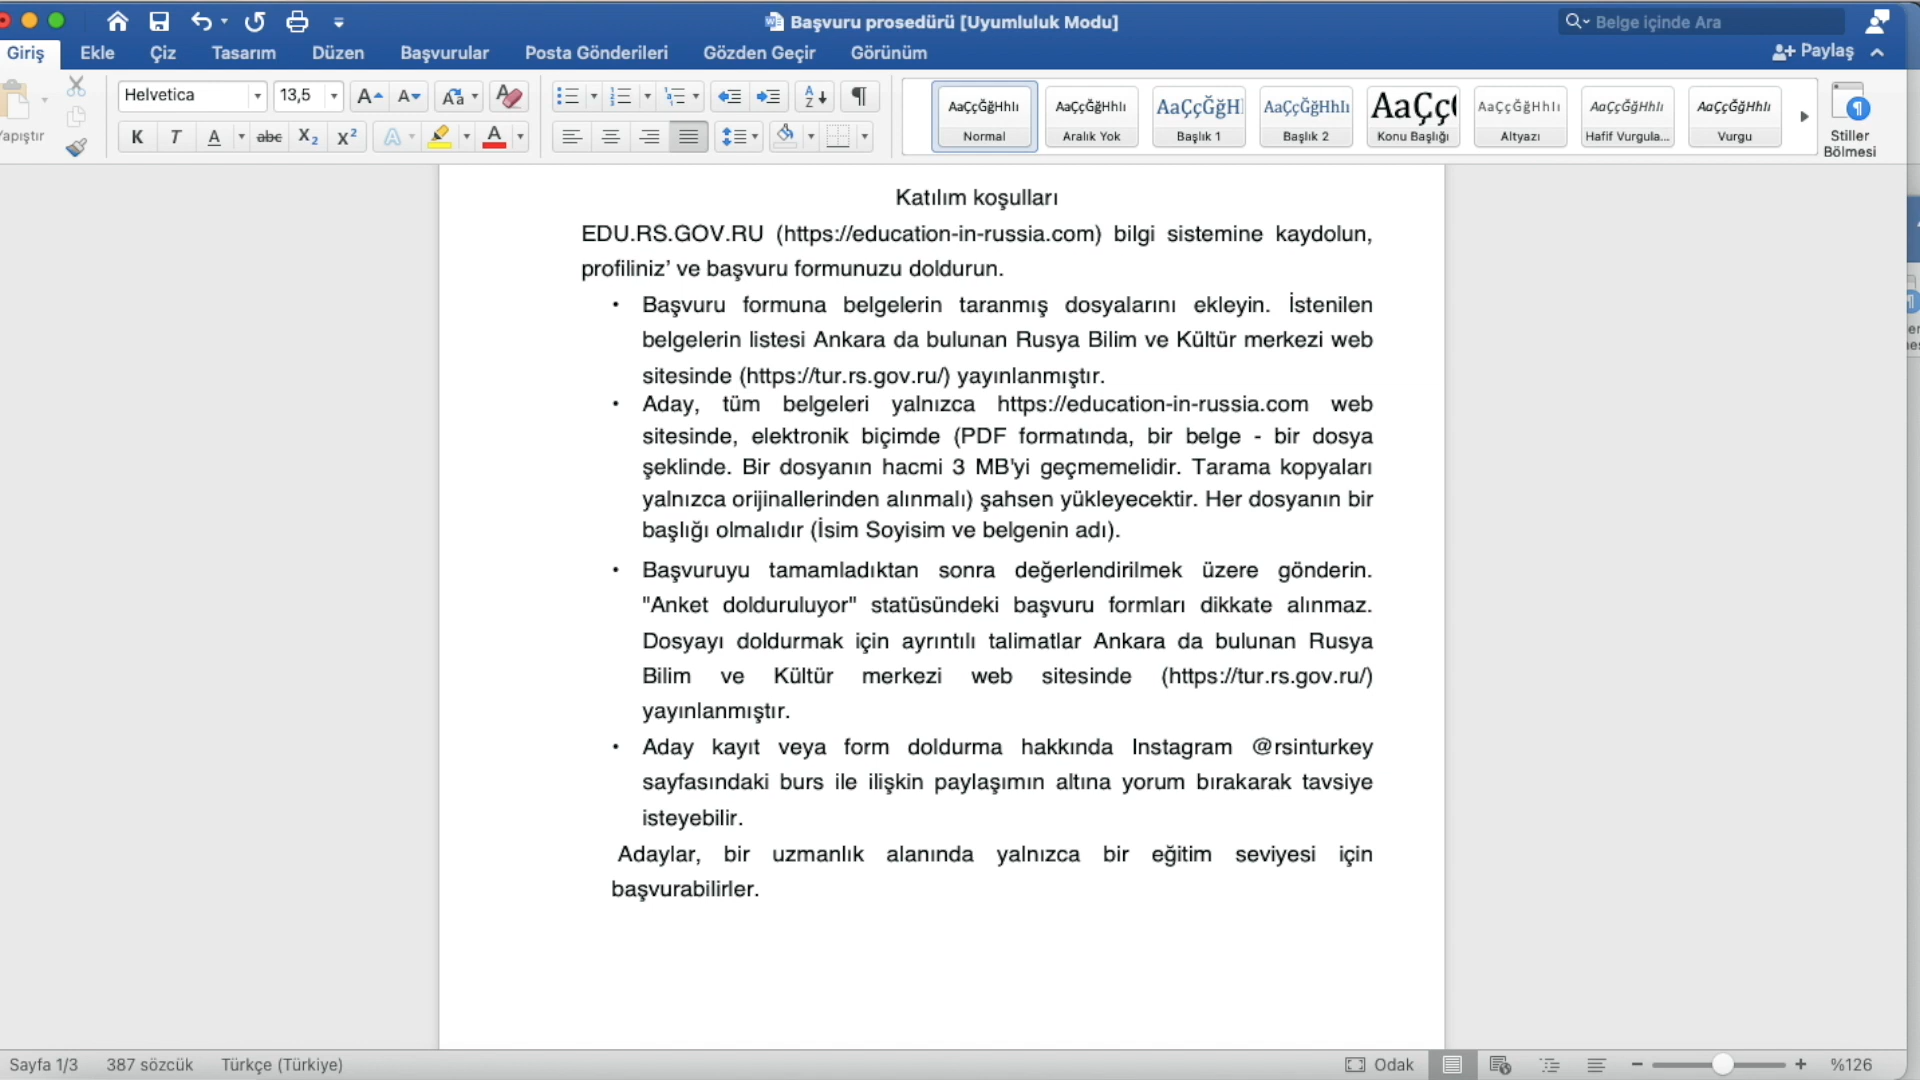 Başvuru prosedürü [Uyumluluk Modu]
Belge içinde Ara
Giriş
Ekle
Çiz
Tasarım
Düzen
Başvurular
Posta Gönderileri
Gözden Geçir
Görünüm
Paylaş
Yapıştır
Helvetica
13,5
K T A abc X₂ X²
AaÇçĞğHhIı
Normal
AaÇçĞğHhIı
Aralık Yok
AaÇçĞğH
Başlık 1
AaÇçĞğHhIı
Başlık 2
AaÇç
Konu Başlığı
AaÇçĞğHhIı
Altyazı
AaÇçĞğHhIı
Hafif Vurgula...
AaÇçĞğHhIı
Vurgu
Stiller
Bölmesi
Katılım koşulları
EDU.RS.GOV.RU (https://education-in-russia.com) bilgi sistemine kaydolun,
profiliniz’ ve başvuru formunuzu doldurun.
• Başvuru formuna belgelerin taranmış dosyalarını ekleyin. İstenilen
belgelerin listesi Ankara da bulunan Rusya Bilim ve Kültür merkezi web
sitesinde (https://tur.rs.gov.ru/) yayınlanmıştır.
• Aday, tüm belgeleri yalnızca https://education-in-russia.com web
sitesinde, elektronik biçimde (PDF formatında, bir belge - bir dosya
şeklinde. Bir dosyanın hacmi 3 MB'yi geçmemelidir. Tarama kopyaları
yalnızca orijinallerinden alınmalı) şahsen yükleyecektir. Her dosyanın bir
başlığı olmalıdır (İsim Soyisim ve belgenin adı).
• Başvuruyu tamamladıktan sonra değerlendirilmek üzere gönderin.
"Anket dolduruluyor" statüsündeki başvuru formları dikkate alınmaz.
Dosyayı doldurmak için ayrıntılı talimatlar Ankara da bulunan Rusya
Bilim ve Kültür merkezi web sitesinde (https://tur.rs.gov.ru/)
yayınlanmıştır.
• Aday kayıt veya form doldurma hakkında Instagram @rsinturkey
sayfasındaki burs ile ilişkin paylaşımın altına yorum bırakarak tavsiye
isteyebilir.
Adaylar, bir uzmanlık alanında yalnızca bir eğitim seviyesi için
başvurabilirler.
Sayfa 1/3
387 sözcük
Türkçe (Türkiye)
Odak
%126